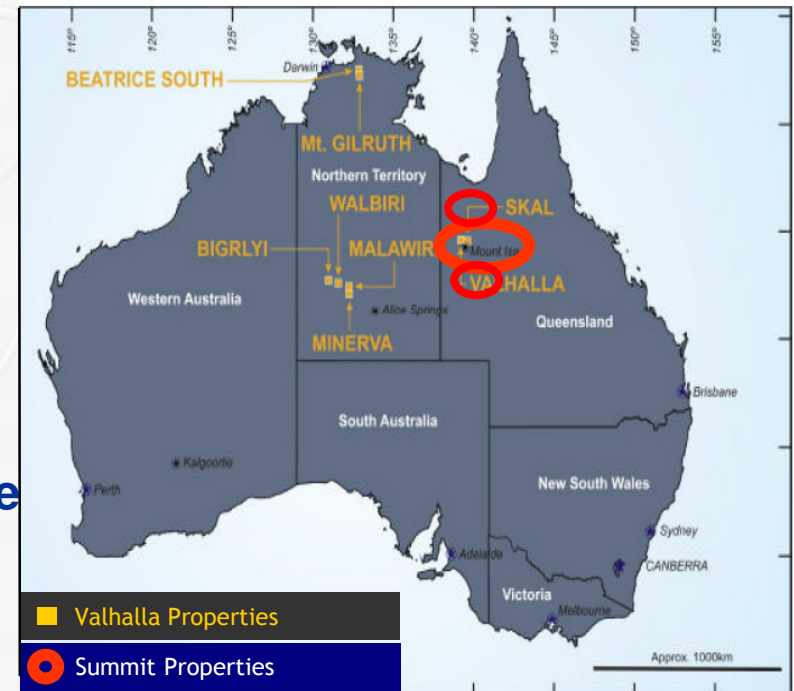 115° 120° 125° 130° 135° 140° 145° 150° 155°
Darwin
BEATRICE SOUTH
Mt. GILRUTH
Northern Territory
WALBIRI
SKAL
BIGRLYI
MALAWIR
Mount Isa
VALHALLA
Western Australia
Alice Springs
Queensland
MINERVA
Brisbane
South Australia
Kalgoorlie
New South Wales
e
Perth
Sydney
Adelaide
CANBERRA
Victoria
Melbourne
Valhalla Properties
Approx. 1000km
Summit Properties